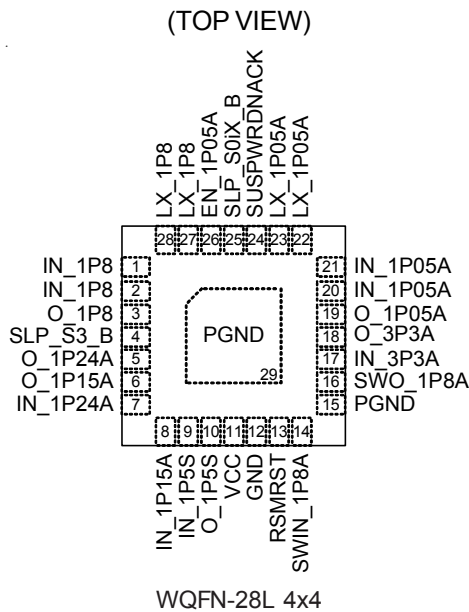 (TOP VIEW)
LX_1P8
LX_1P8
EN_1P05A
SLP_S0iX_B
SUSPWRDNACK
LX_1P05A
LX_1P05A
28 27 26 25 24 23 22
IN_1P8 1
IN_1P8 2
O_1P8 3
SLP_S3_B 4
O_1P24A 5
O_1P15A 6
IN_1P24A 7
PGND
29
21 IN_1P05A
20 IN_1P05A
19 O_1P05A
18 O_3P3A
17 IN_3P3A
16 SWO_1P8A
15 PGND
8 9 10 11 12 13 14
IN_1P15A
IN_1P5S
O_1P5S
VCC
GND
RSMRST
SWIN_1P8A
WQFN-28L 4x4